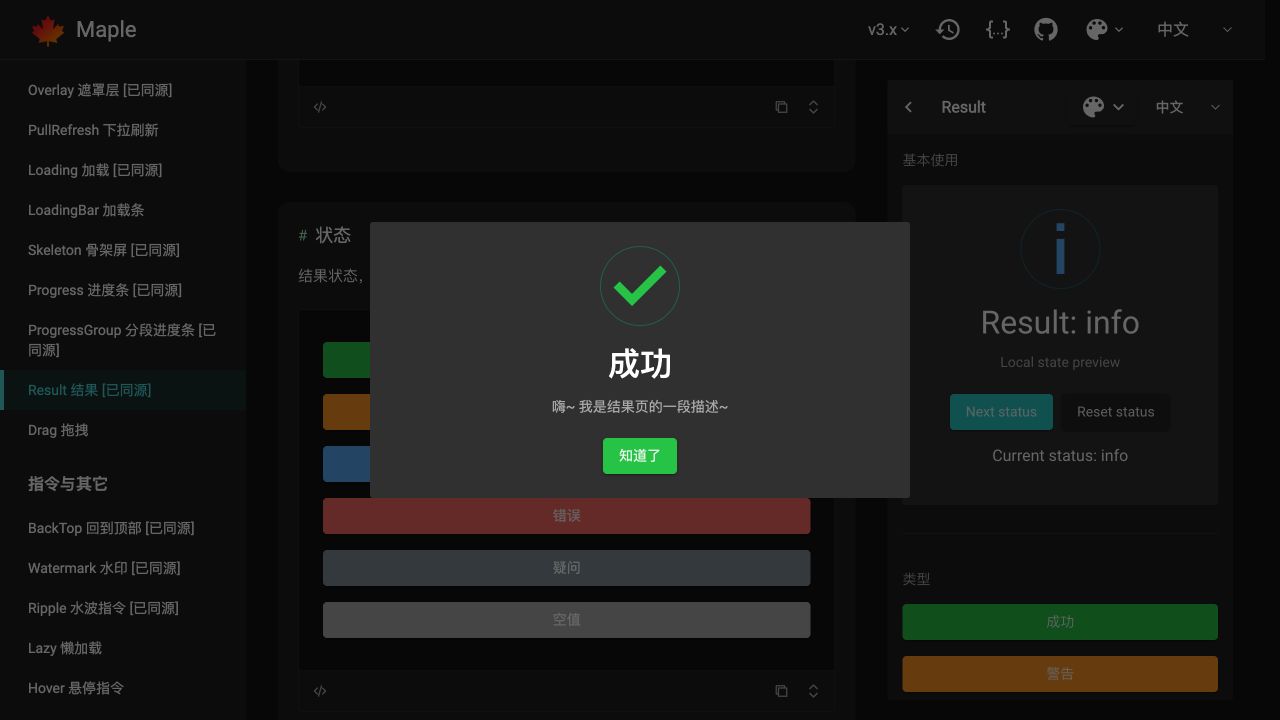 Maple
v3.x
{...}
中文
Overlay 遮罩层 [已同源]
PullRefresh 下拉刷新
Loading 加载 [已同源]
LoadingBar 加载条
Skeleton 骨架屏 [已同源]
Progress 进度条 [已同源]
ProgressGroup 分段进度条 [已
同源]
Result 结果 [已同源]
Drag 拖拽
指令与其它
BackTop 回到顶部 [已同源]
Watermark 水印 [已同源]
Ripple 水波指令 [已同源]
Lazy 懒加载
Hover 悬停指令
# 状态
结果状态，
错误
疑问
空值
成功
嗨~ 我是结果页的一段描述~
知道了
Result
中文
基本使用
Result: info
Local state preview
Next status
Reset status
Current status: info
类型
成功
警告